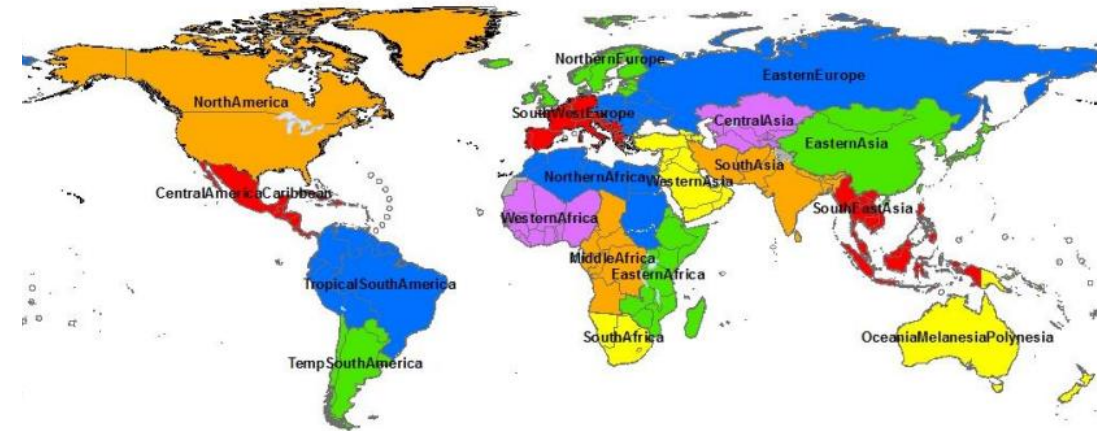 NorthernEurope
EasternEurope
NorthAmerica
SouthWestEurope
CentralAsia
EasternAsia
SouthAsia
NorthernAfrica
WesternAsia
CentralAmericaCaribbean
SouthEastAsia
WesternAfrica
MiddleAfrica
EasternAfrica
TropicalSouthAmerica
SouthAfrica
OceaniaMelanesiaPolynesia
TempSouthAmerica